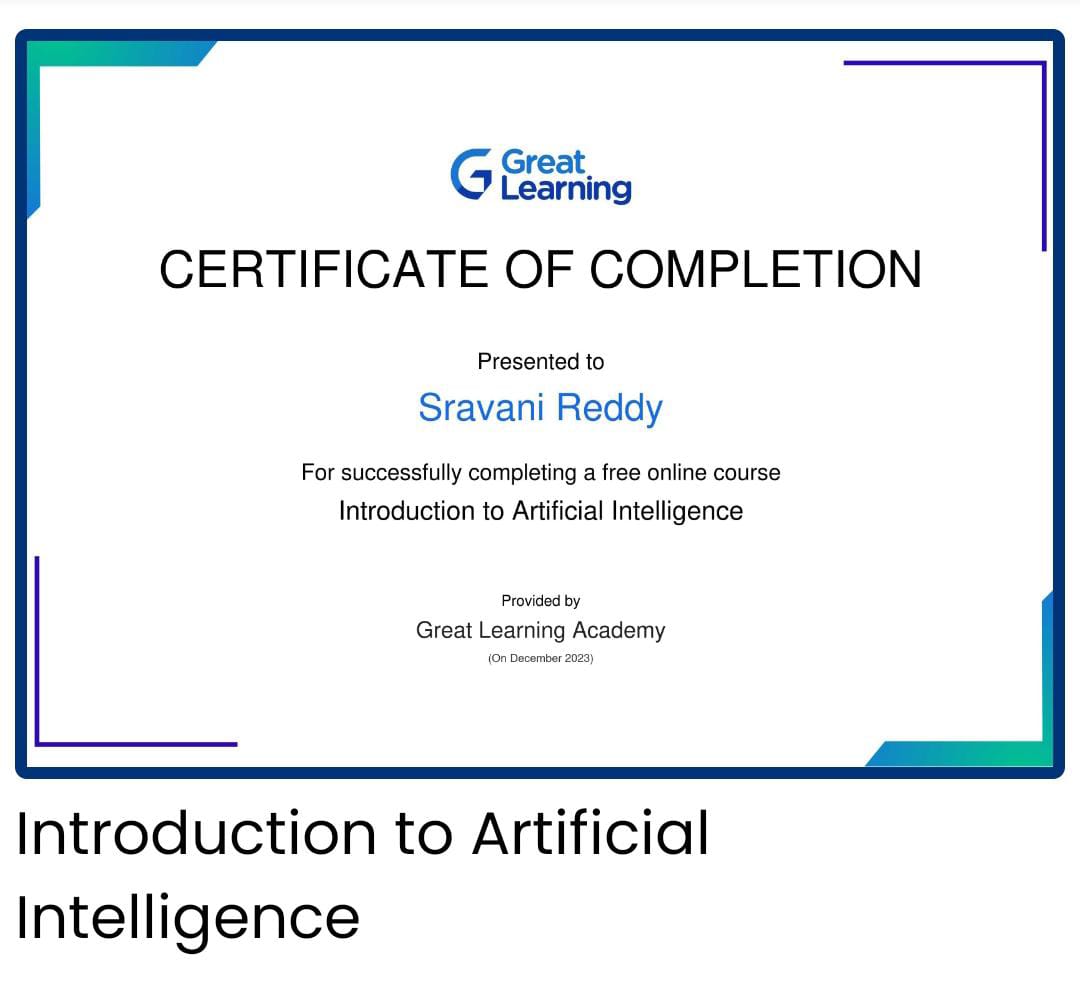 Great
Learning
CERTIFICATE OF COMPLETION
Presented to
Sravani Reddy
For successfully completing a free online course
Introduction to Artificial Intelligence
Provided by
Great Learning Academy
(On December 2023)
Introduction to Artificial
Intelligence